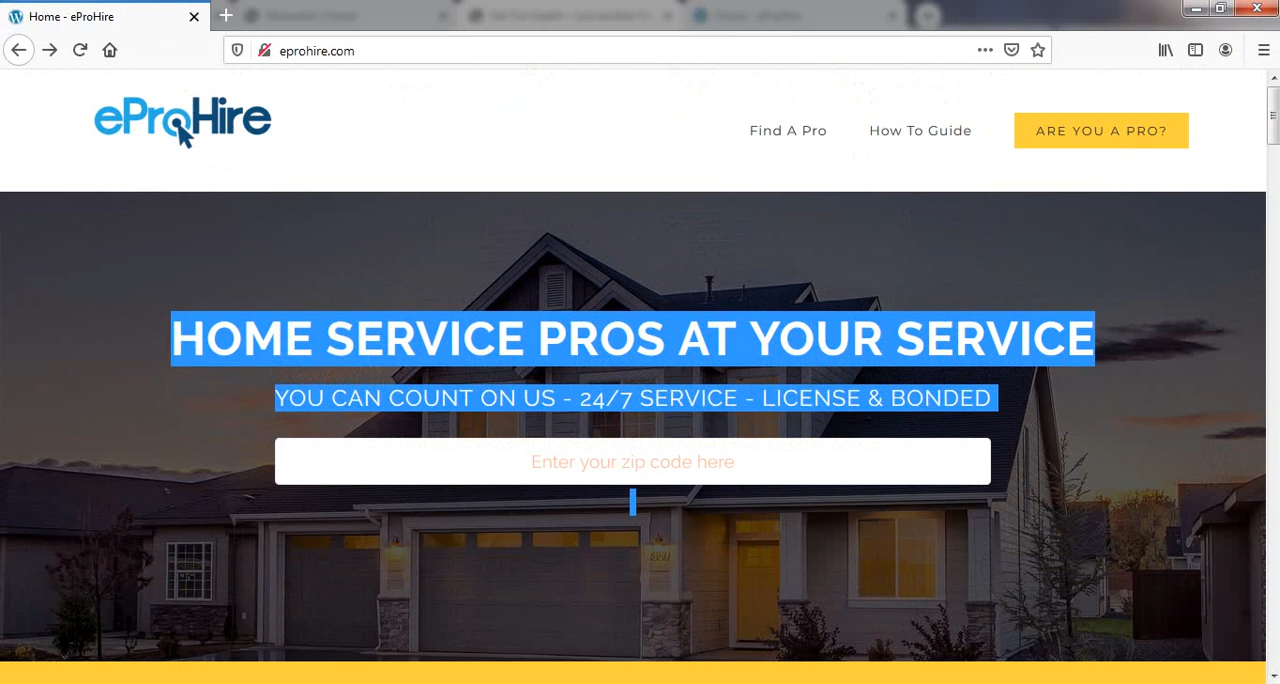 Home - eProHire
eprohire.com
eProHire
Find A Pro
How To Guide
ARE YOU A PRO?
HOME SERVICE PROS AT YOUR SERVICE
YOU CAN COUNT ON US - 24/7 SERVICE - LICENSE & BONDED
Enter your zip code here